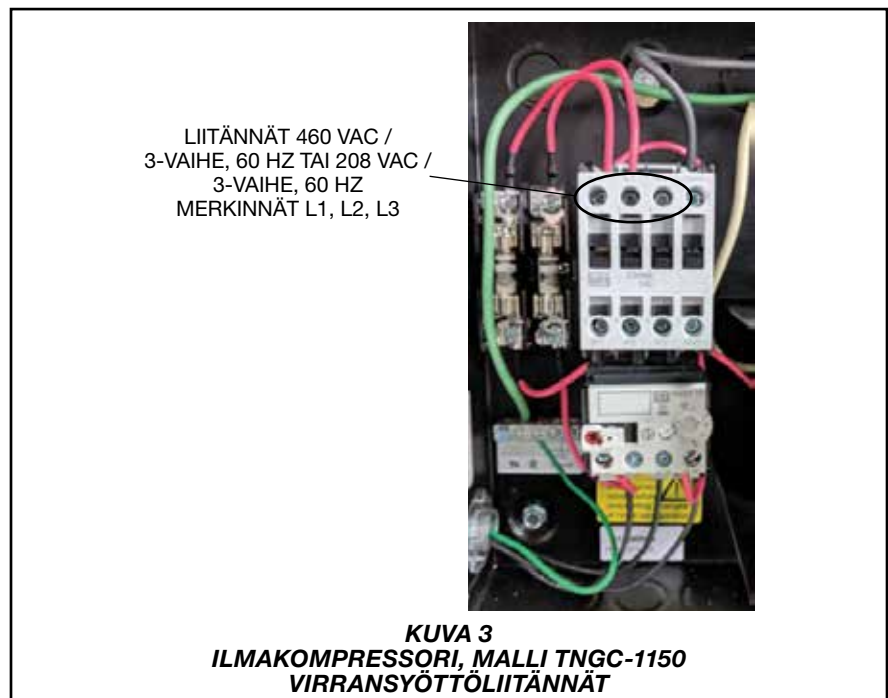 LIITÄNNÄT 460 VAC /
3-VAIHE, 60 HZ TAI 208 VAC /
3-VAIHE, 60 HZ
MERKINNÄT L1, L2, L3
KUVA 3
ILMAKOMPRESSORI, MALLI TNGC-1150
VIRRANSYÖTTÖLIITÄNNÄT